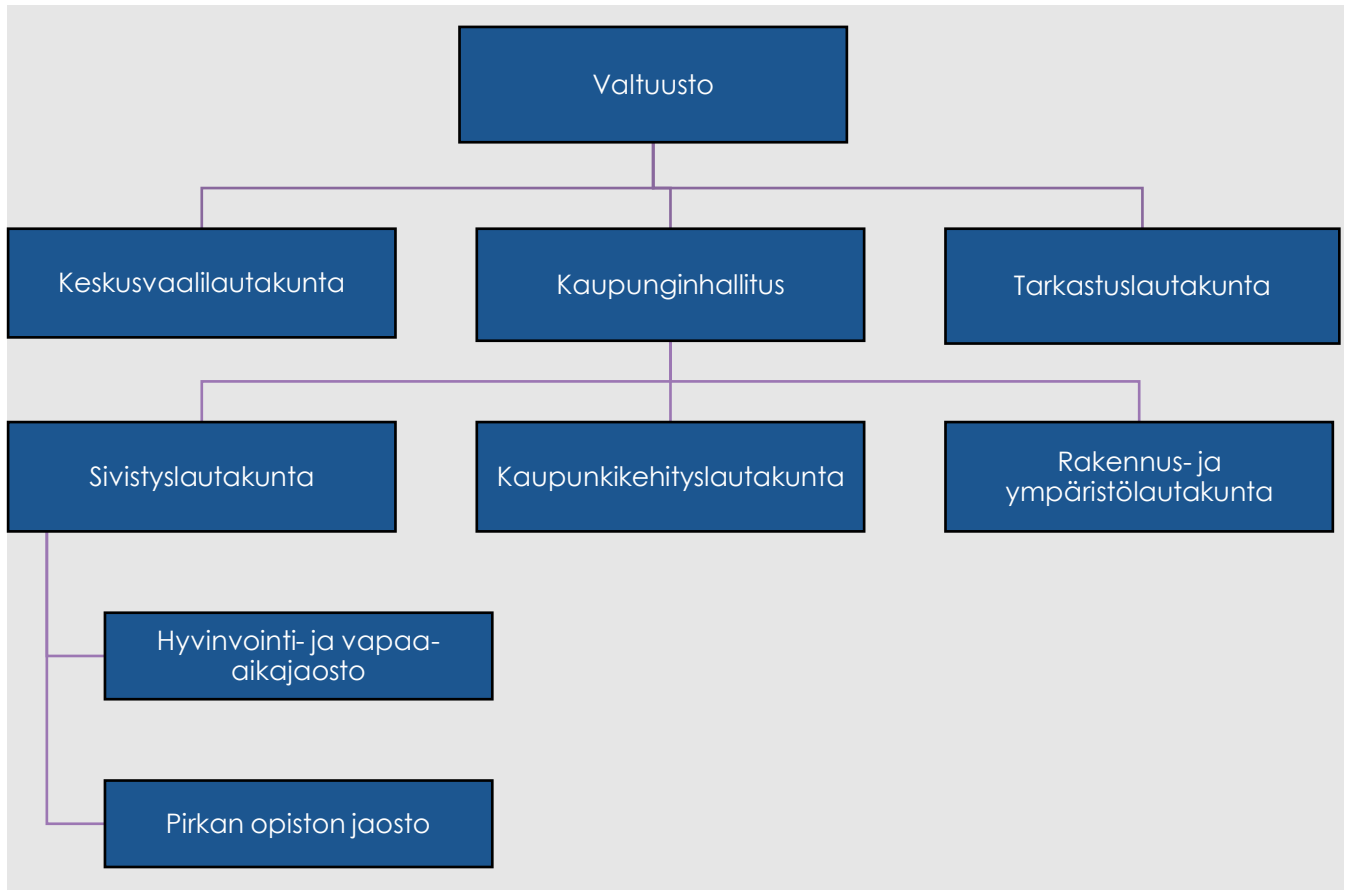 Valtuusto
Keskusvaalilautakunta
Kaupunginhallitus
Tarkastuslautakunta
Sivistyslautakunta
Kaupunkikehityslautakunta
Rakennus- ja
ympäristölautakunta
Hyvinvointi- ja vapaa-
aikajaosto
Pirkan opiston jaosto